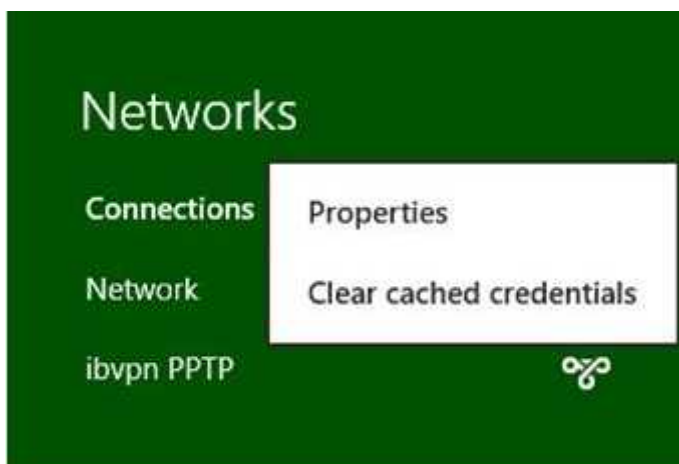 Networks
Connections
Properties
Network
Clear cached credentials
ibvpn PPTP